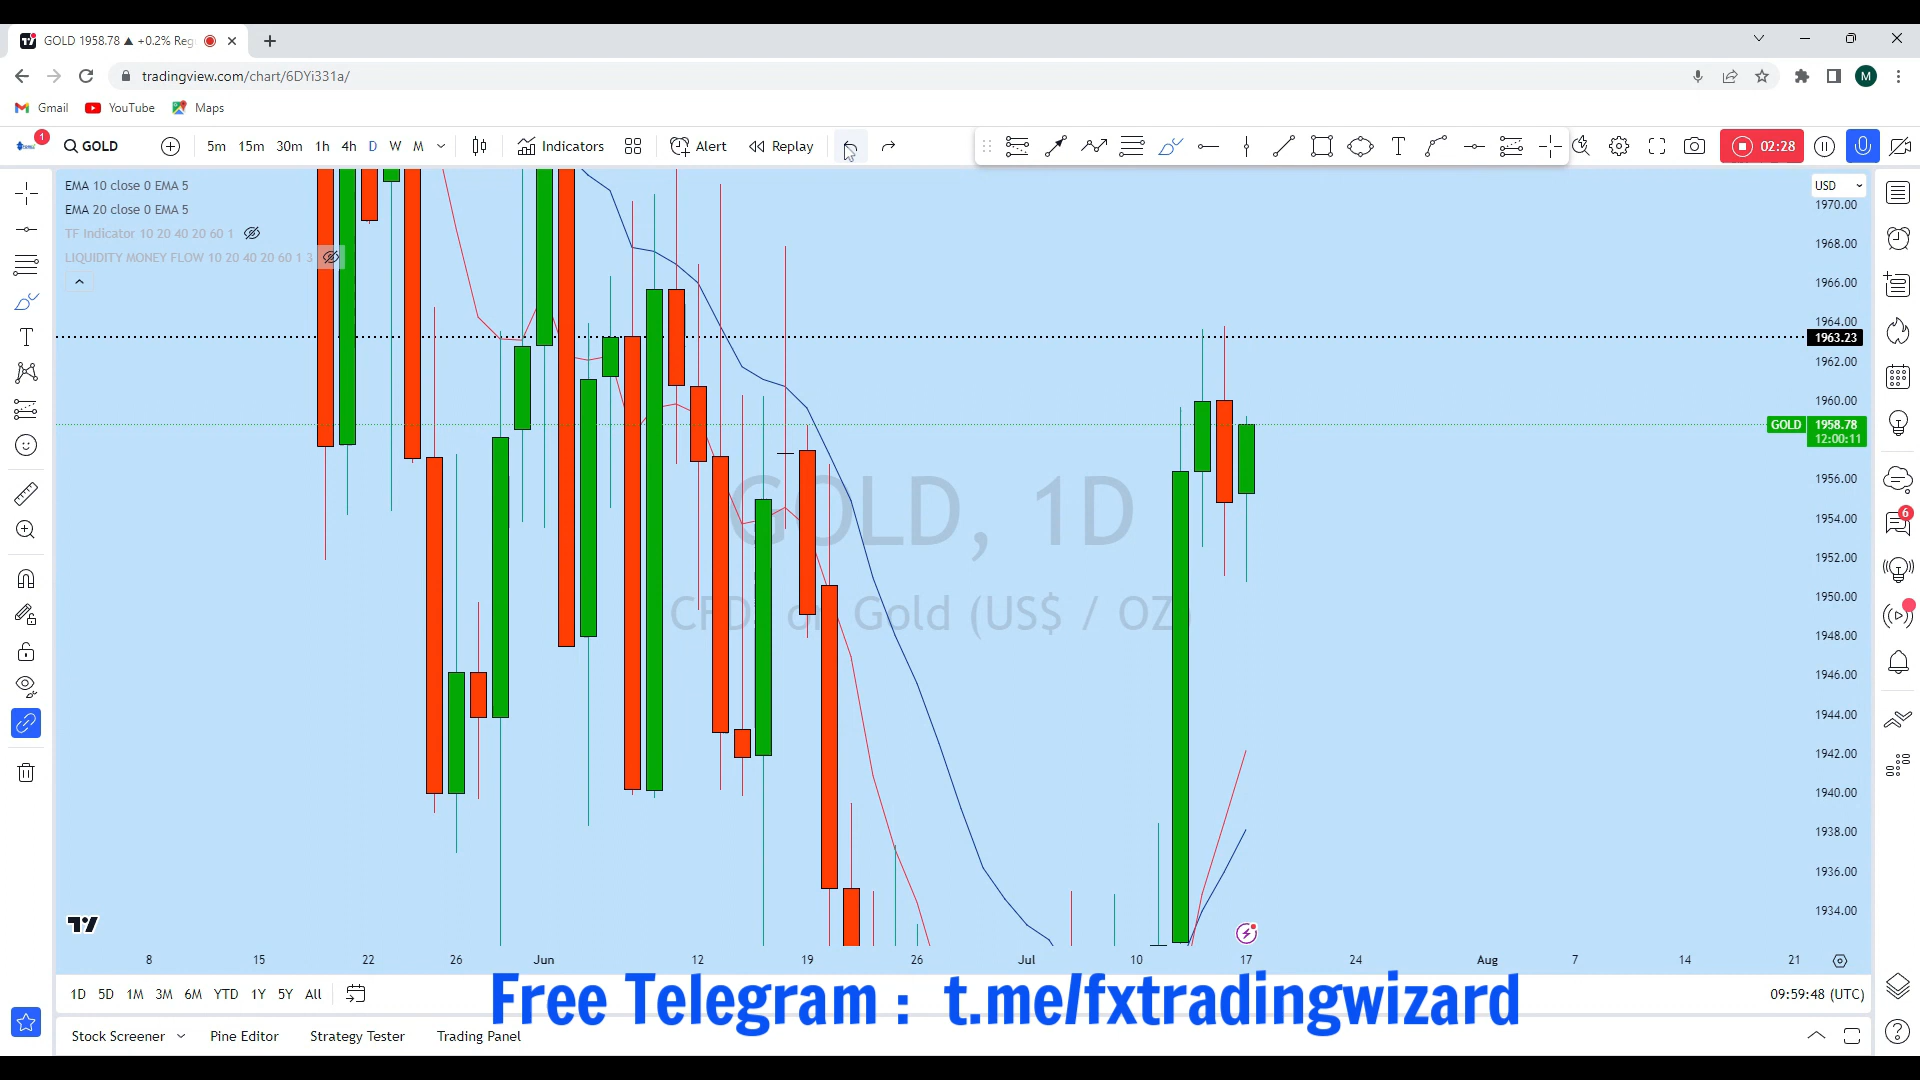 GOLD 1958.78 ▲ +0.2% Reg
tradingview.com/chart/6DYi331a/
M
Gmail YouTube Maps
1 GOLD 5m 15m 30m 1h 4h D W M Indicators Alert Replay 02:28
EMA 10 close 0 EMA 5
EMA 20 close 0 EMA 5
TF Indicator 10 20 40 20 60 1
LIQUIDITY MONEY FLOW 10 20 40 20 60 1 3
USD
1970.00
1968.00
1966.00
1964.00
1963.23
1962.00
1960.00
GOLD 1958.78
12:00:11
1956.00
1954.00
1952.00
1950.00
1948.00
1946.00
1944.00
1942.00
1940.00
1938.00
1936.00
1934.00
6
GOLD, 1D
CFDs on Gold (US$ / OZ)
8 15 22 26 Jun 12 19 26 Jul 10 17 24 Aug 7 14 21
1D 5D 1M 3M 6M YTD 1Y 5Y All
09:59:48 (UTC)
Free Telegram : t.me/fxtradingwizard
Stock Screener Pine Editor Strategy Tester Trading Panel